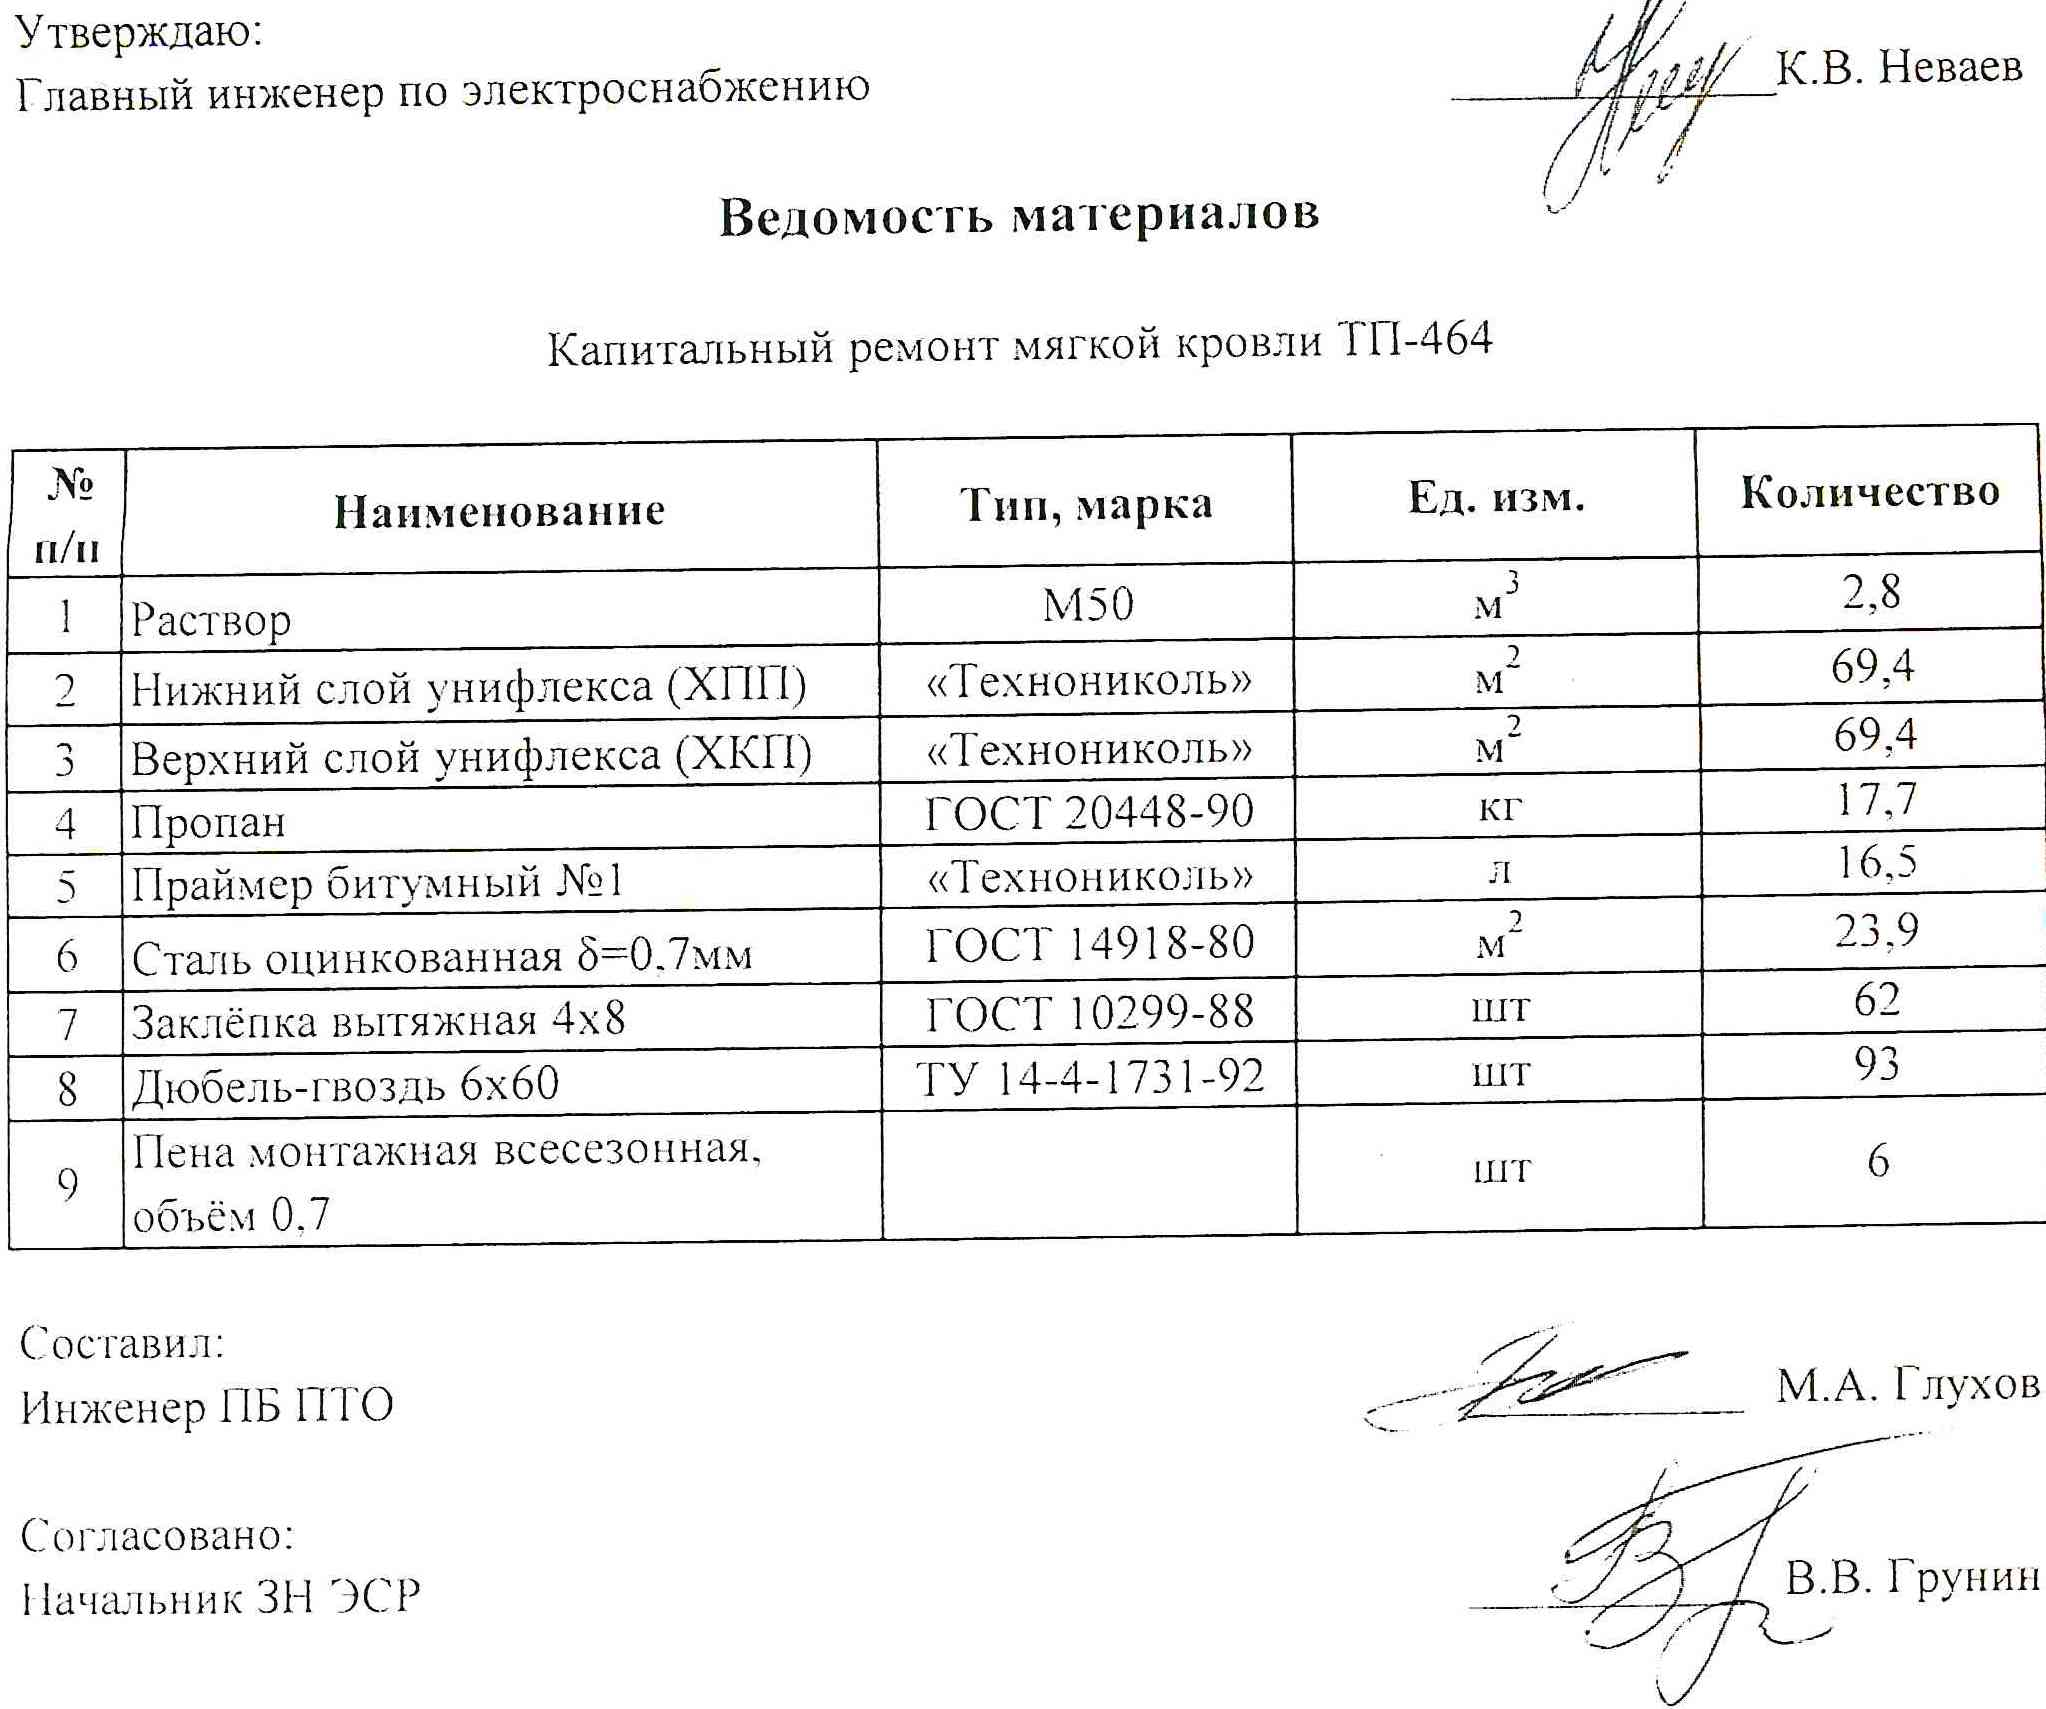 Утверждаю:
Главный инженер по электроснабжению
К.В. Неваев
Ведомость материалов
Капитальный ремонт мягкой кровли ТП-464
№ п/п Наименование Тип, марка Ед. изм. Количество
1 Раствор М50 м³ 2,8
2 Нижний слой унифлекса (ХПП) «Технониколь» м² 69,4
3 Верхний слой унифлекса (ХКП) «Технониколь» м² 69,4
4 Пропан ГОСТ 20448-90 кг 17,7
5 Праймер битумный №1 «Технониколь» л 16,5
6 Сталь оцинкованная δ=0,7мм ГОСТ 14918-80 м² 23,9
7 Заклёпка вытяжная 4х8 ГОСТ 10299-88 шт 62
8 Дюбель-гвоздь 6х60 ТУ 14-4-1731-92 шт 93
9 Пена монтажная всесезонная, шт 6
объём 0,7
Составил:
Инженер ПБ ПТО М.А. Глухов
Согласовано:
Начальник ЗН ЭСР В.В. Грунин